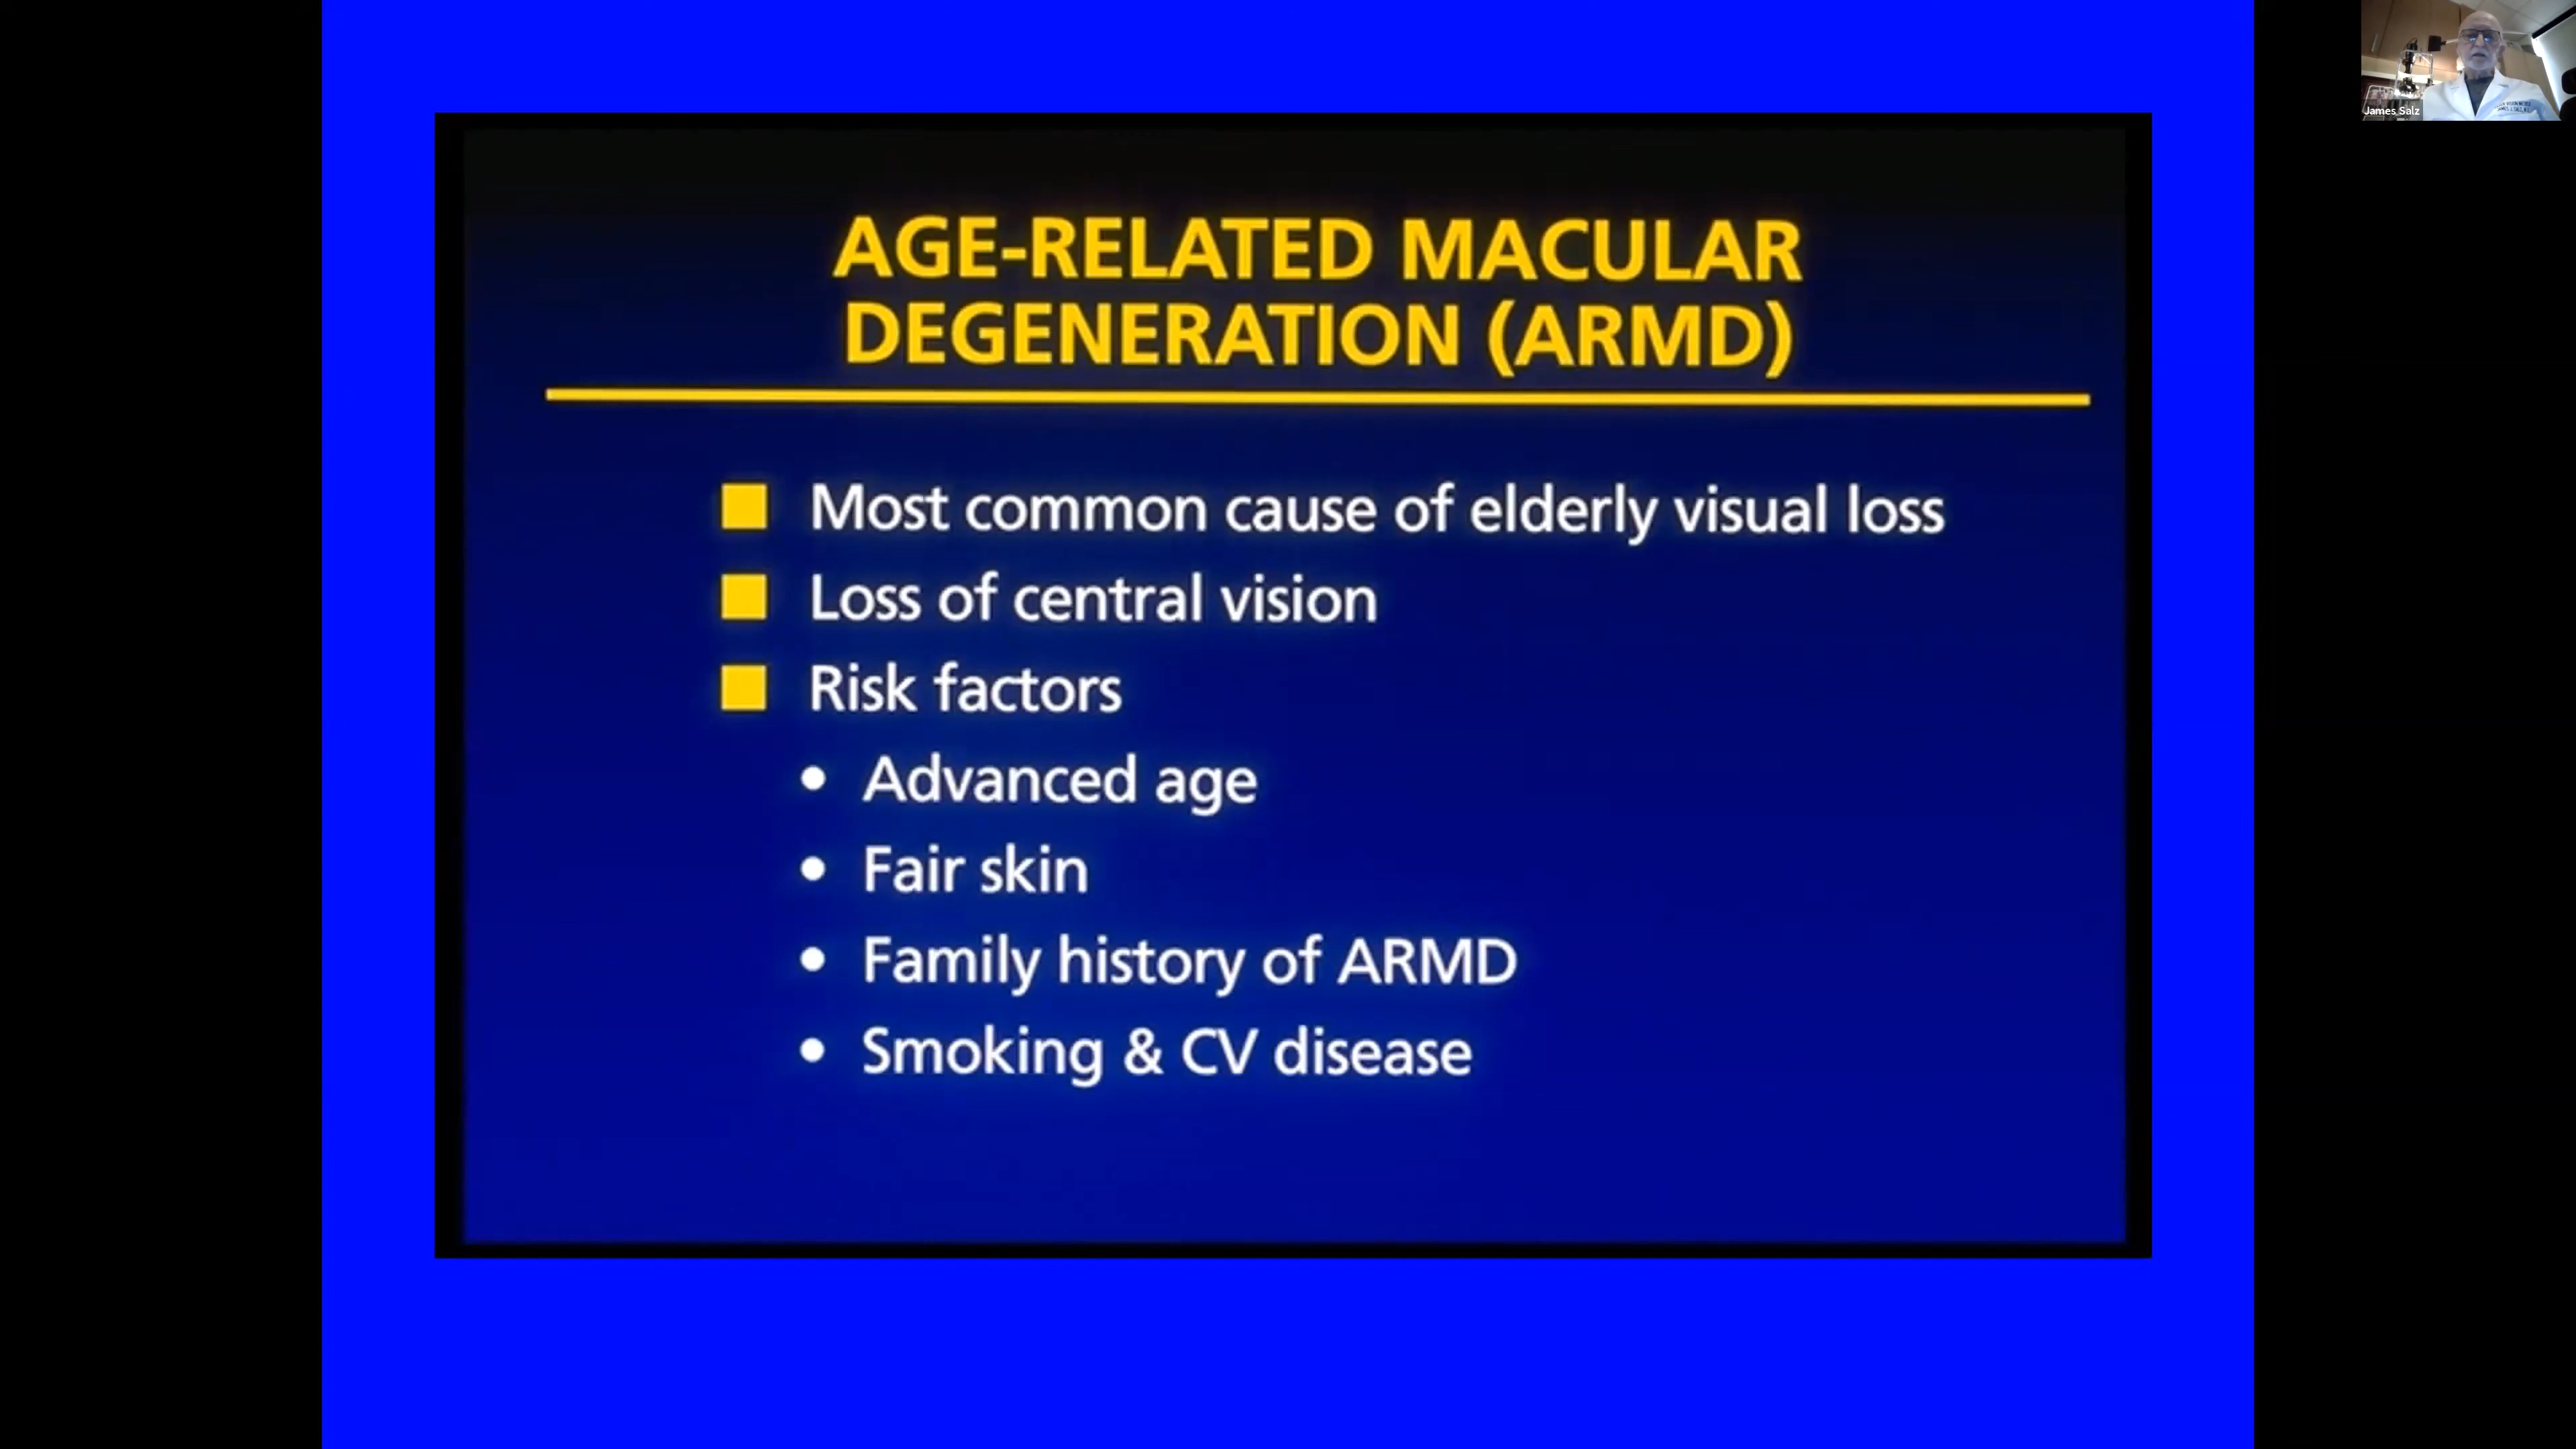 AGE-RELATED MACULAR
DEGENERATION (ARMD)
Most common cause of elderly visual loss
Loss of central vision
Risk factors
Advanced age
Fair skin
Family history of ARMD
Smoking & CV disease
James Salz